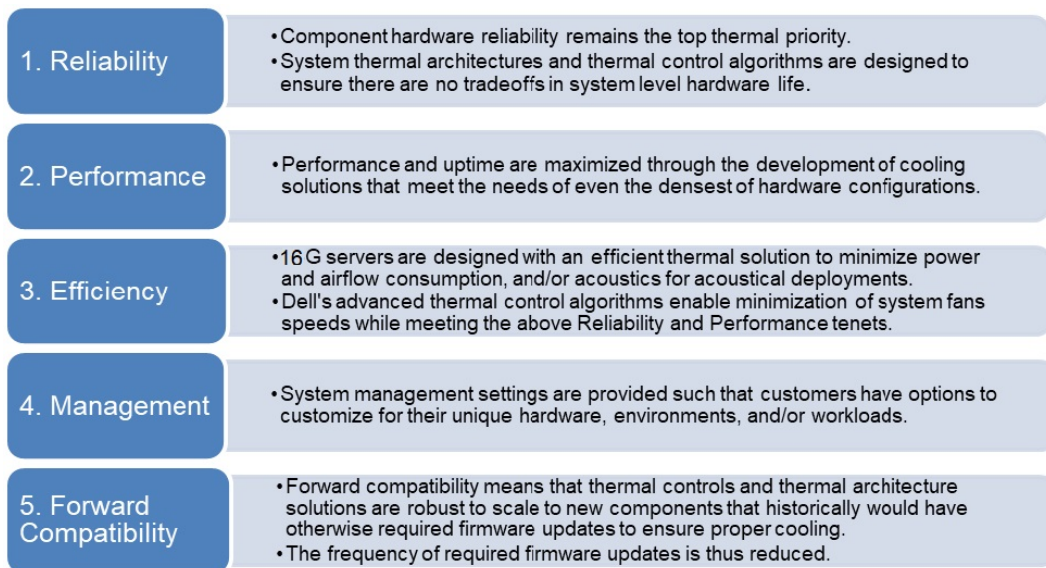 1. Reliability
•Component hardware reliability remains the top thermal priority.
•System thermal architectures and thermal control algorithms are designed to
ensure there are no tradeoffs in system level hardware life.
2. Performance
•Performance and uptime are maximized through the development of cooling
solutions that meet the needs of even the densest of hardware configurations.
3. Efficiency
•16G servers are designed with an efficient thermal solution to minimize power
and airflow consumption, and/or acoustics for acoustical deployments.
•Dell's advanced thermal control algorithms enable minimization of system fans
speeds while meeting the above Reliability and Performance tenets.
4. Management
•System management settings are provided such that customers have options to
customize for their unique hardware, environments, and/or workloads.
5. Forward
Compatibility
•Forward compatibility means that thermal controls and thermal architecture
solutions are robust to scale to new components that historically would have
otherwise required firmware updates to ensure proper cooling.
•The frequency of required firmware updates is thus reduced.